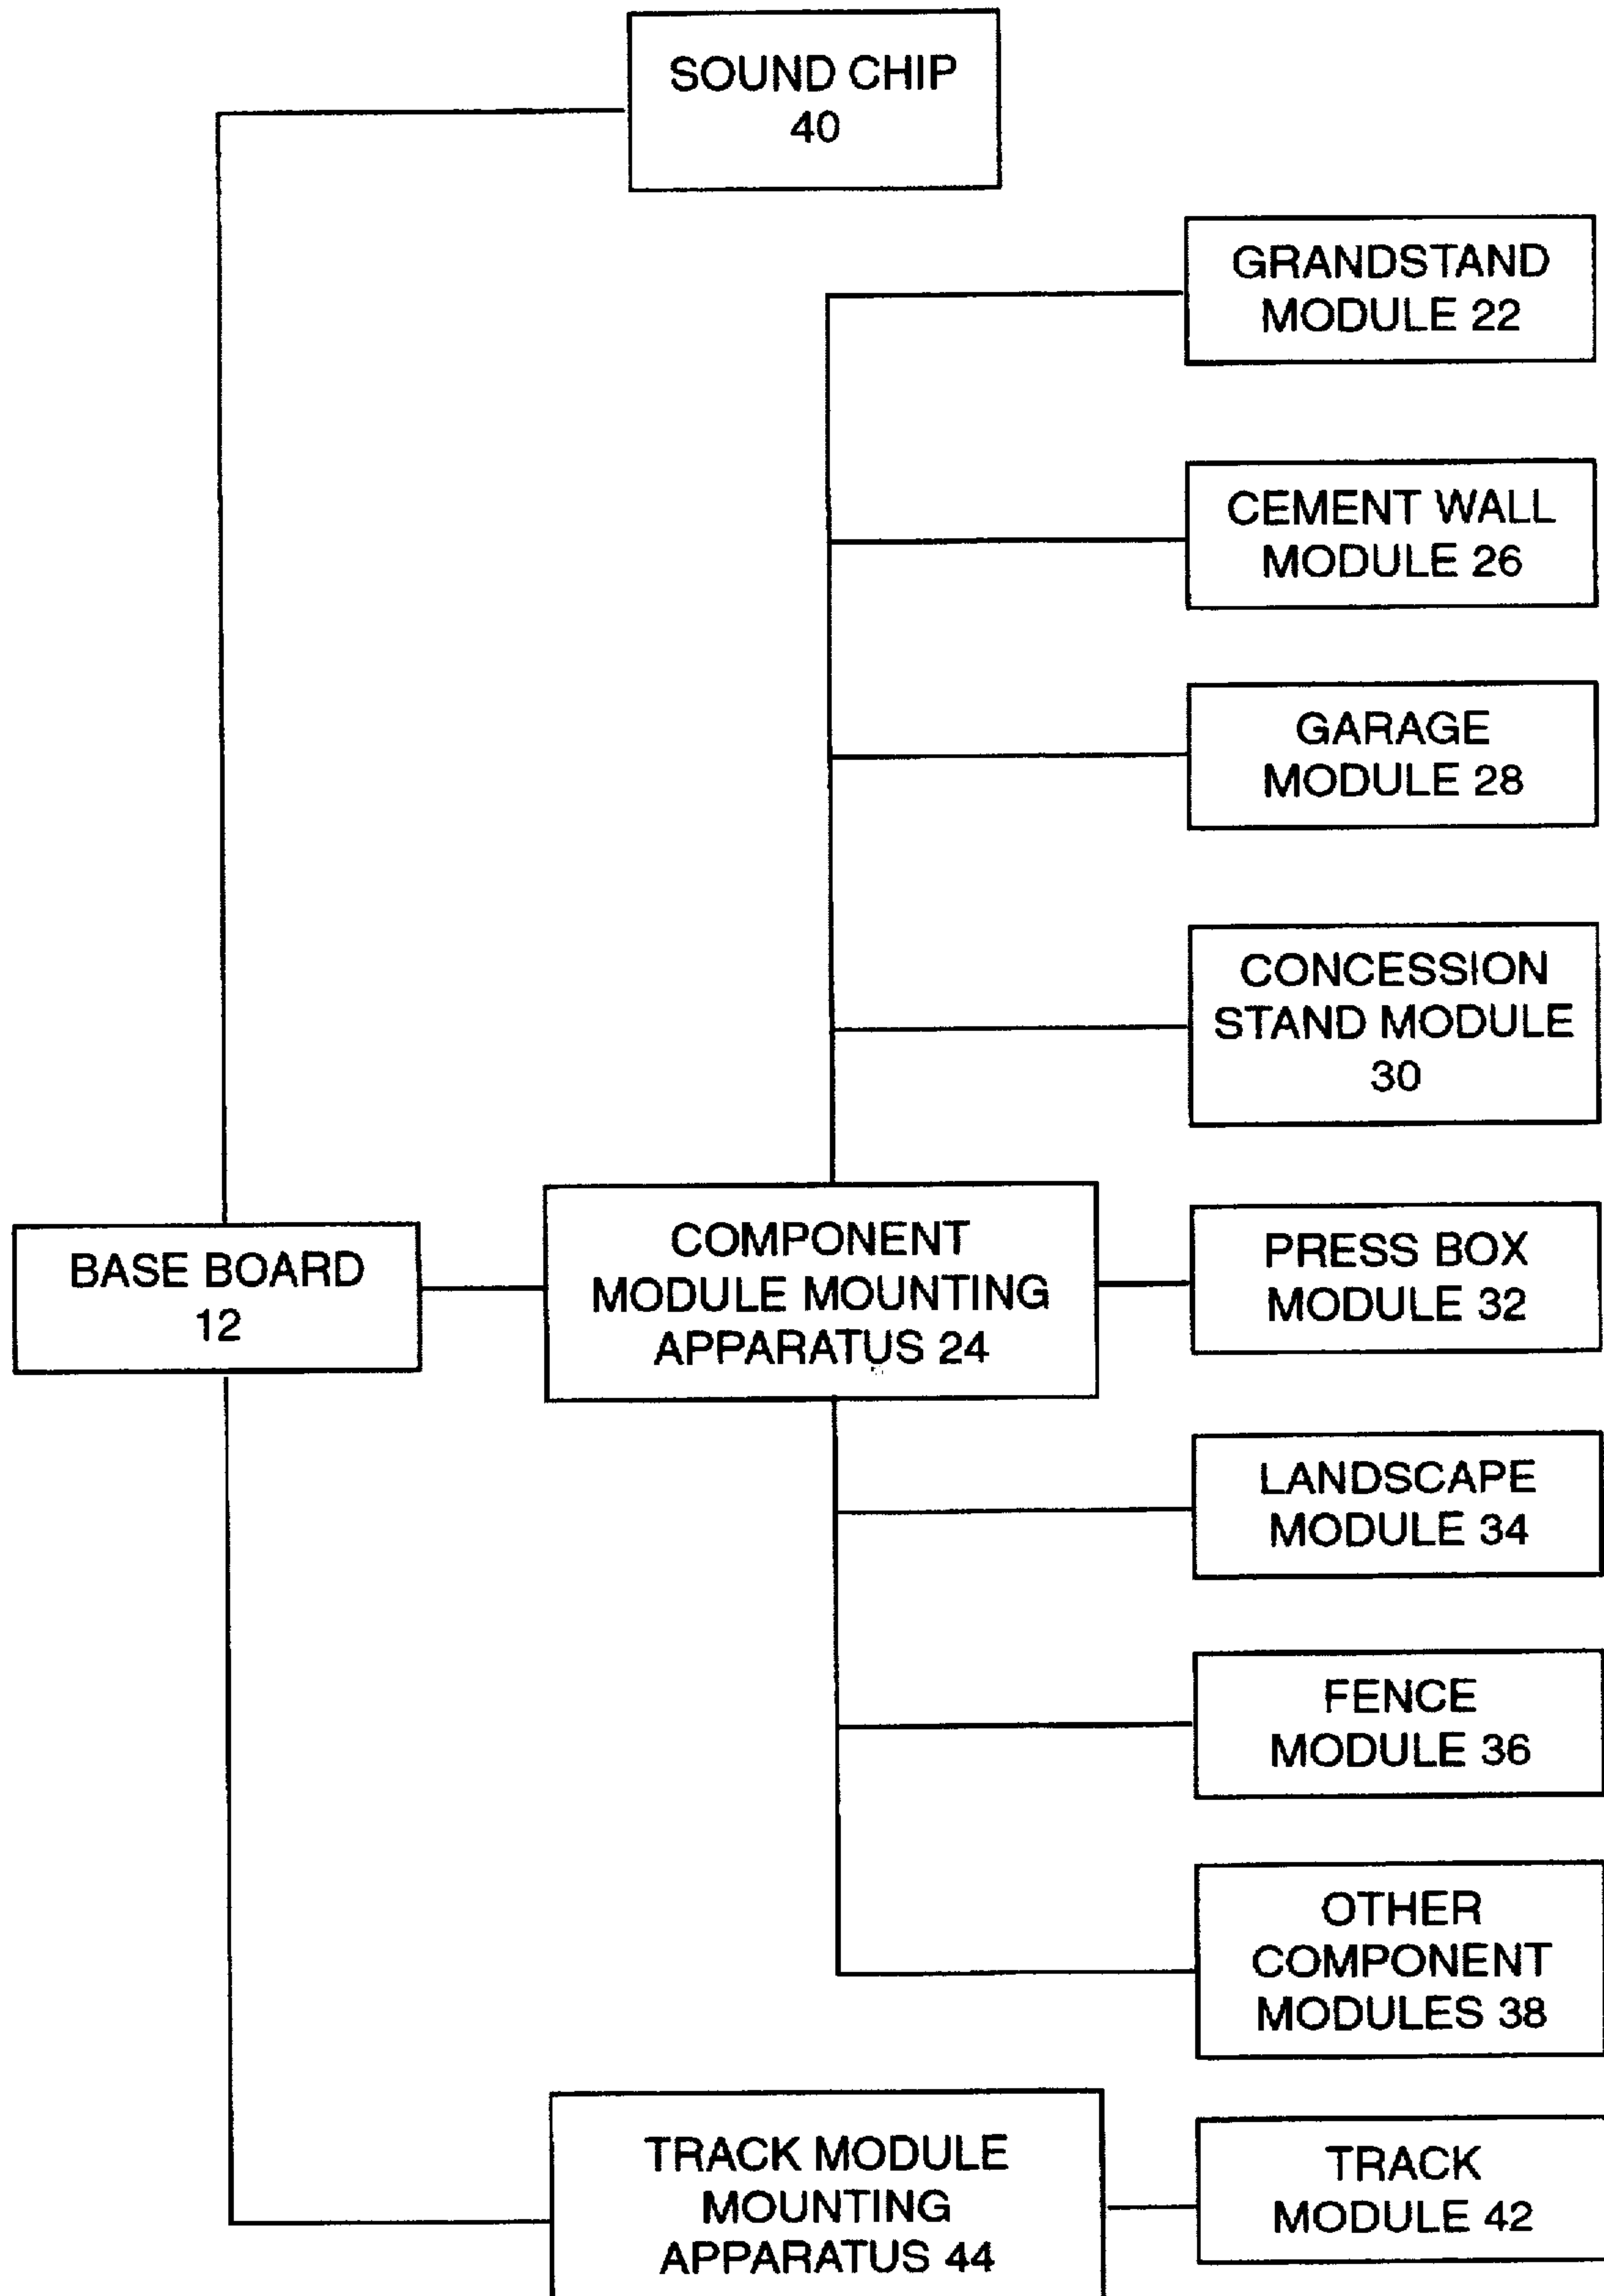 SOUND CHIP
40
GRANDSTAND
MODULE 22
CEMENT WALL
MODULE 26
GARAGE
MODULE 28
CONCESSION
STAND MODULE
30
BASE BOARD
12
COMPONENT
MODULE MOUNTING
APPARATUS 24
PRESS BOX
MODULE 32
LANDSCAPE
MODULE 34
FENCE
MODULE 36
OTHER
COMPONENT
MODULES 38
TRACK MODULE
MOUNTING
APPARATUS 44
TRACK
MODULE 42